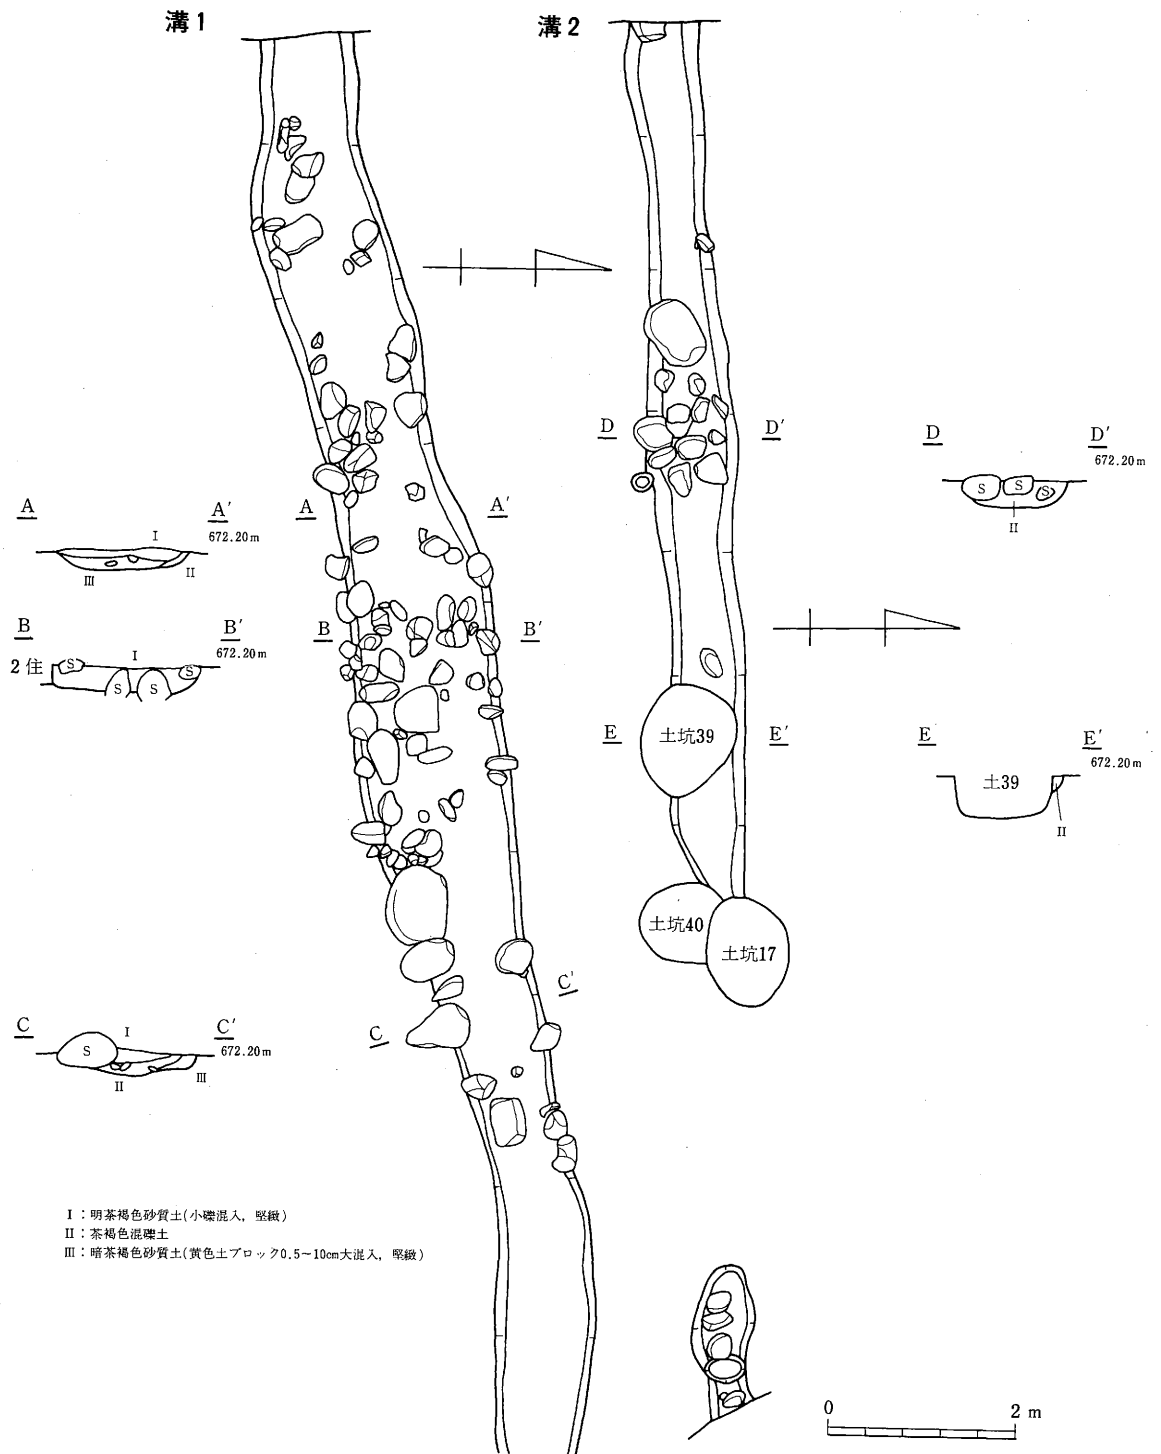 溝1
溝2
D
D′
D
D′
672.20m
S
S
S
II
A
A′
672.20m
I
III
II
A
A′
B
B′
672.20m
2住
I
S
S
S
S
B
B′
E
土坑39
E′
E
E′
672.20m
土39
II
土坑40
土坑17
C
C′
672.20m
I
S
II
III
C
C′
I：明茶褐色砂質土(小礫混入，堅緻)
II：茶褐色混礫土
III：暗茶褐色砂質土(黄色土ブロック0.5〜10cm大混入，堅緻)
0
2 m